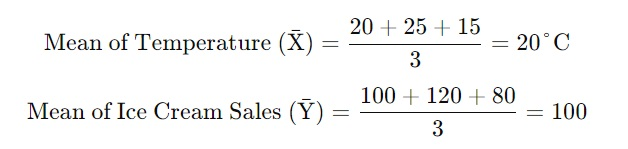 Mean of Temperature (X̄) = (20 + 25 + 15) / 3 = 20°C
Mean of Ice Cream Sales (Ȳ) = (100 + 120 + 80) / 3 = 100